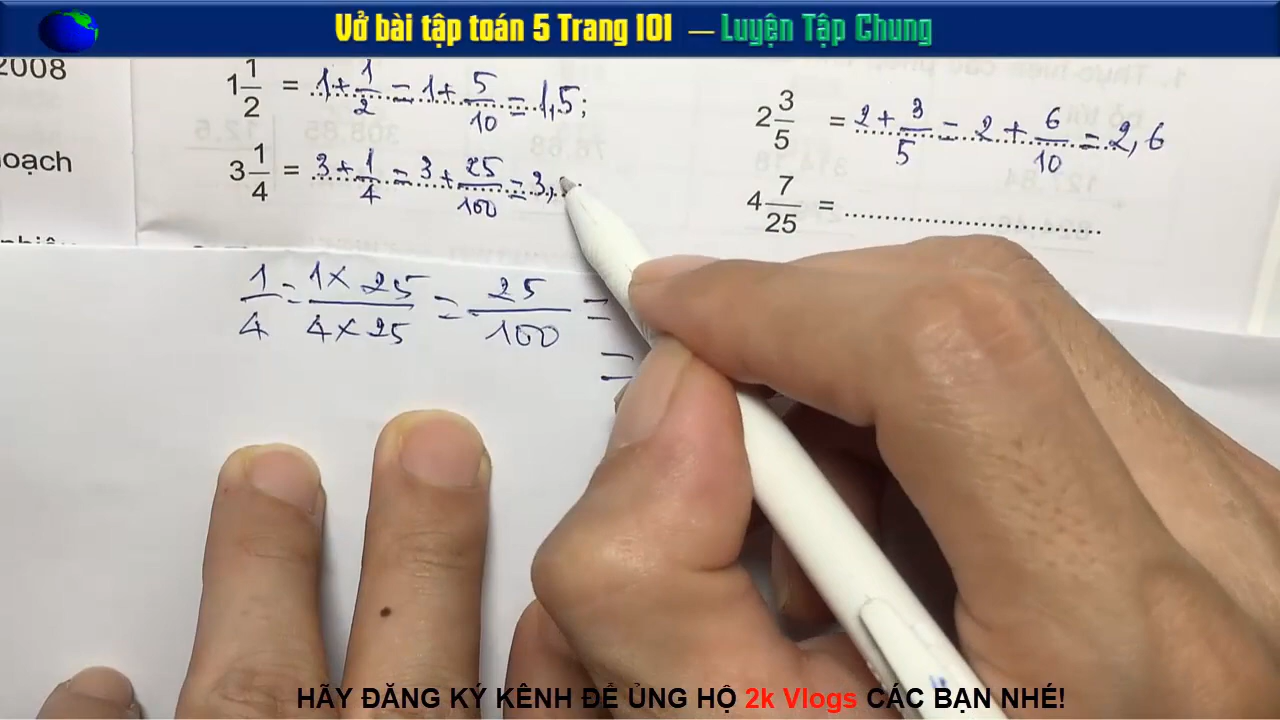 Vở bài tập toán 5 Trang 101 — Luyện Tập Chung
2008
hoạch
1 1/2 = 1 + 1/2 = 1 + 5/10 = 1,5;
3 1/4 = 3 + 1/4 = 3 + 25/100 = 3,
2 3/5 = 2 + 3/5 = 2 + 6/10 = 2,6
4 7/25 = ................................
1/4 = 1 x 25 / 4 x 25 = 25/100 =
=
HÃY ĐĂNG KÝ KÊNH ĐỂ ỦNG HỘ 2k Vlogs CÁC BẠN NHÉ!